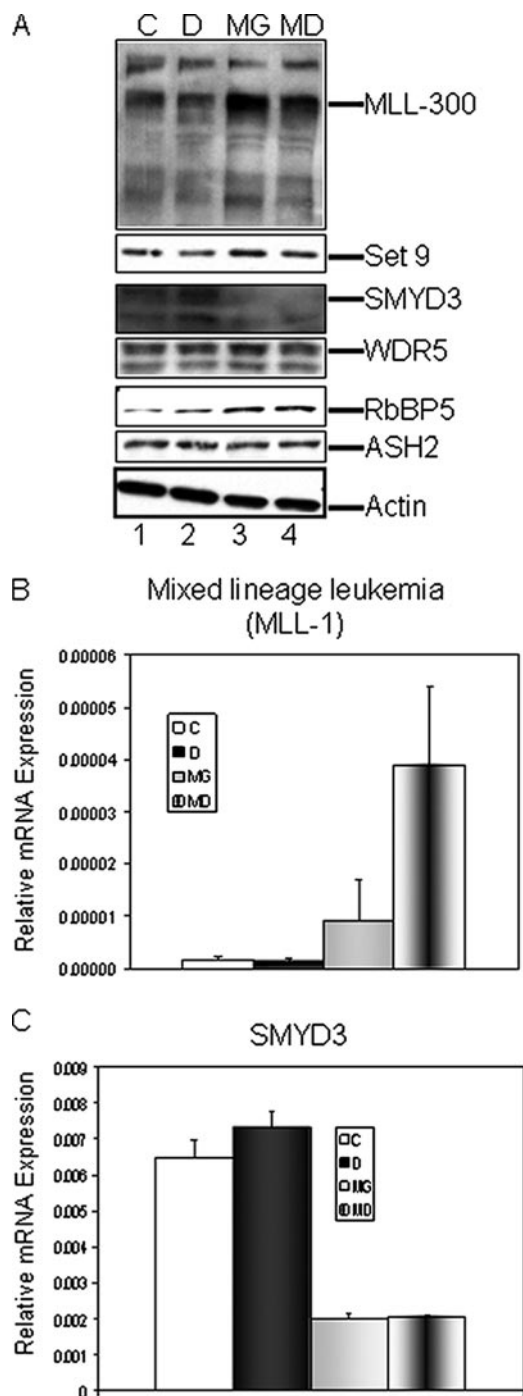 A
C D MG MD
MLL-300
Set 9
SMYD3
WDR5
RbBP5
ASH2
Actin
1 2 3 4
B
Mixed lineage leukemia
(MLL-1)
Relative mRNA Expression
0.00006
0.00005
0.00004
0.00003
0.00002
0.00001
0.00000
C
D
MG
MD
C
SMYD3
Relative mRNA Expression
0.009
0.008
0.007
0.006
0.005
0.004
0.003
0.002
0.001
0
C
D
MG
MD